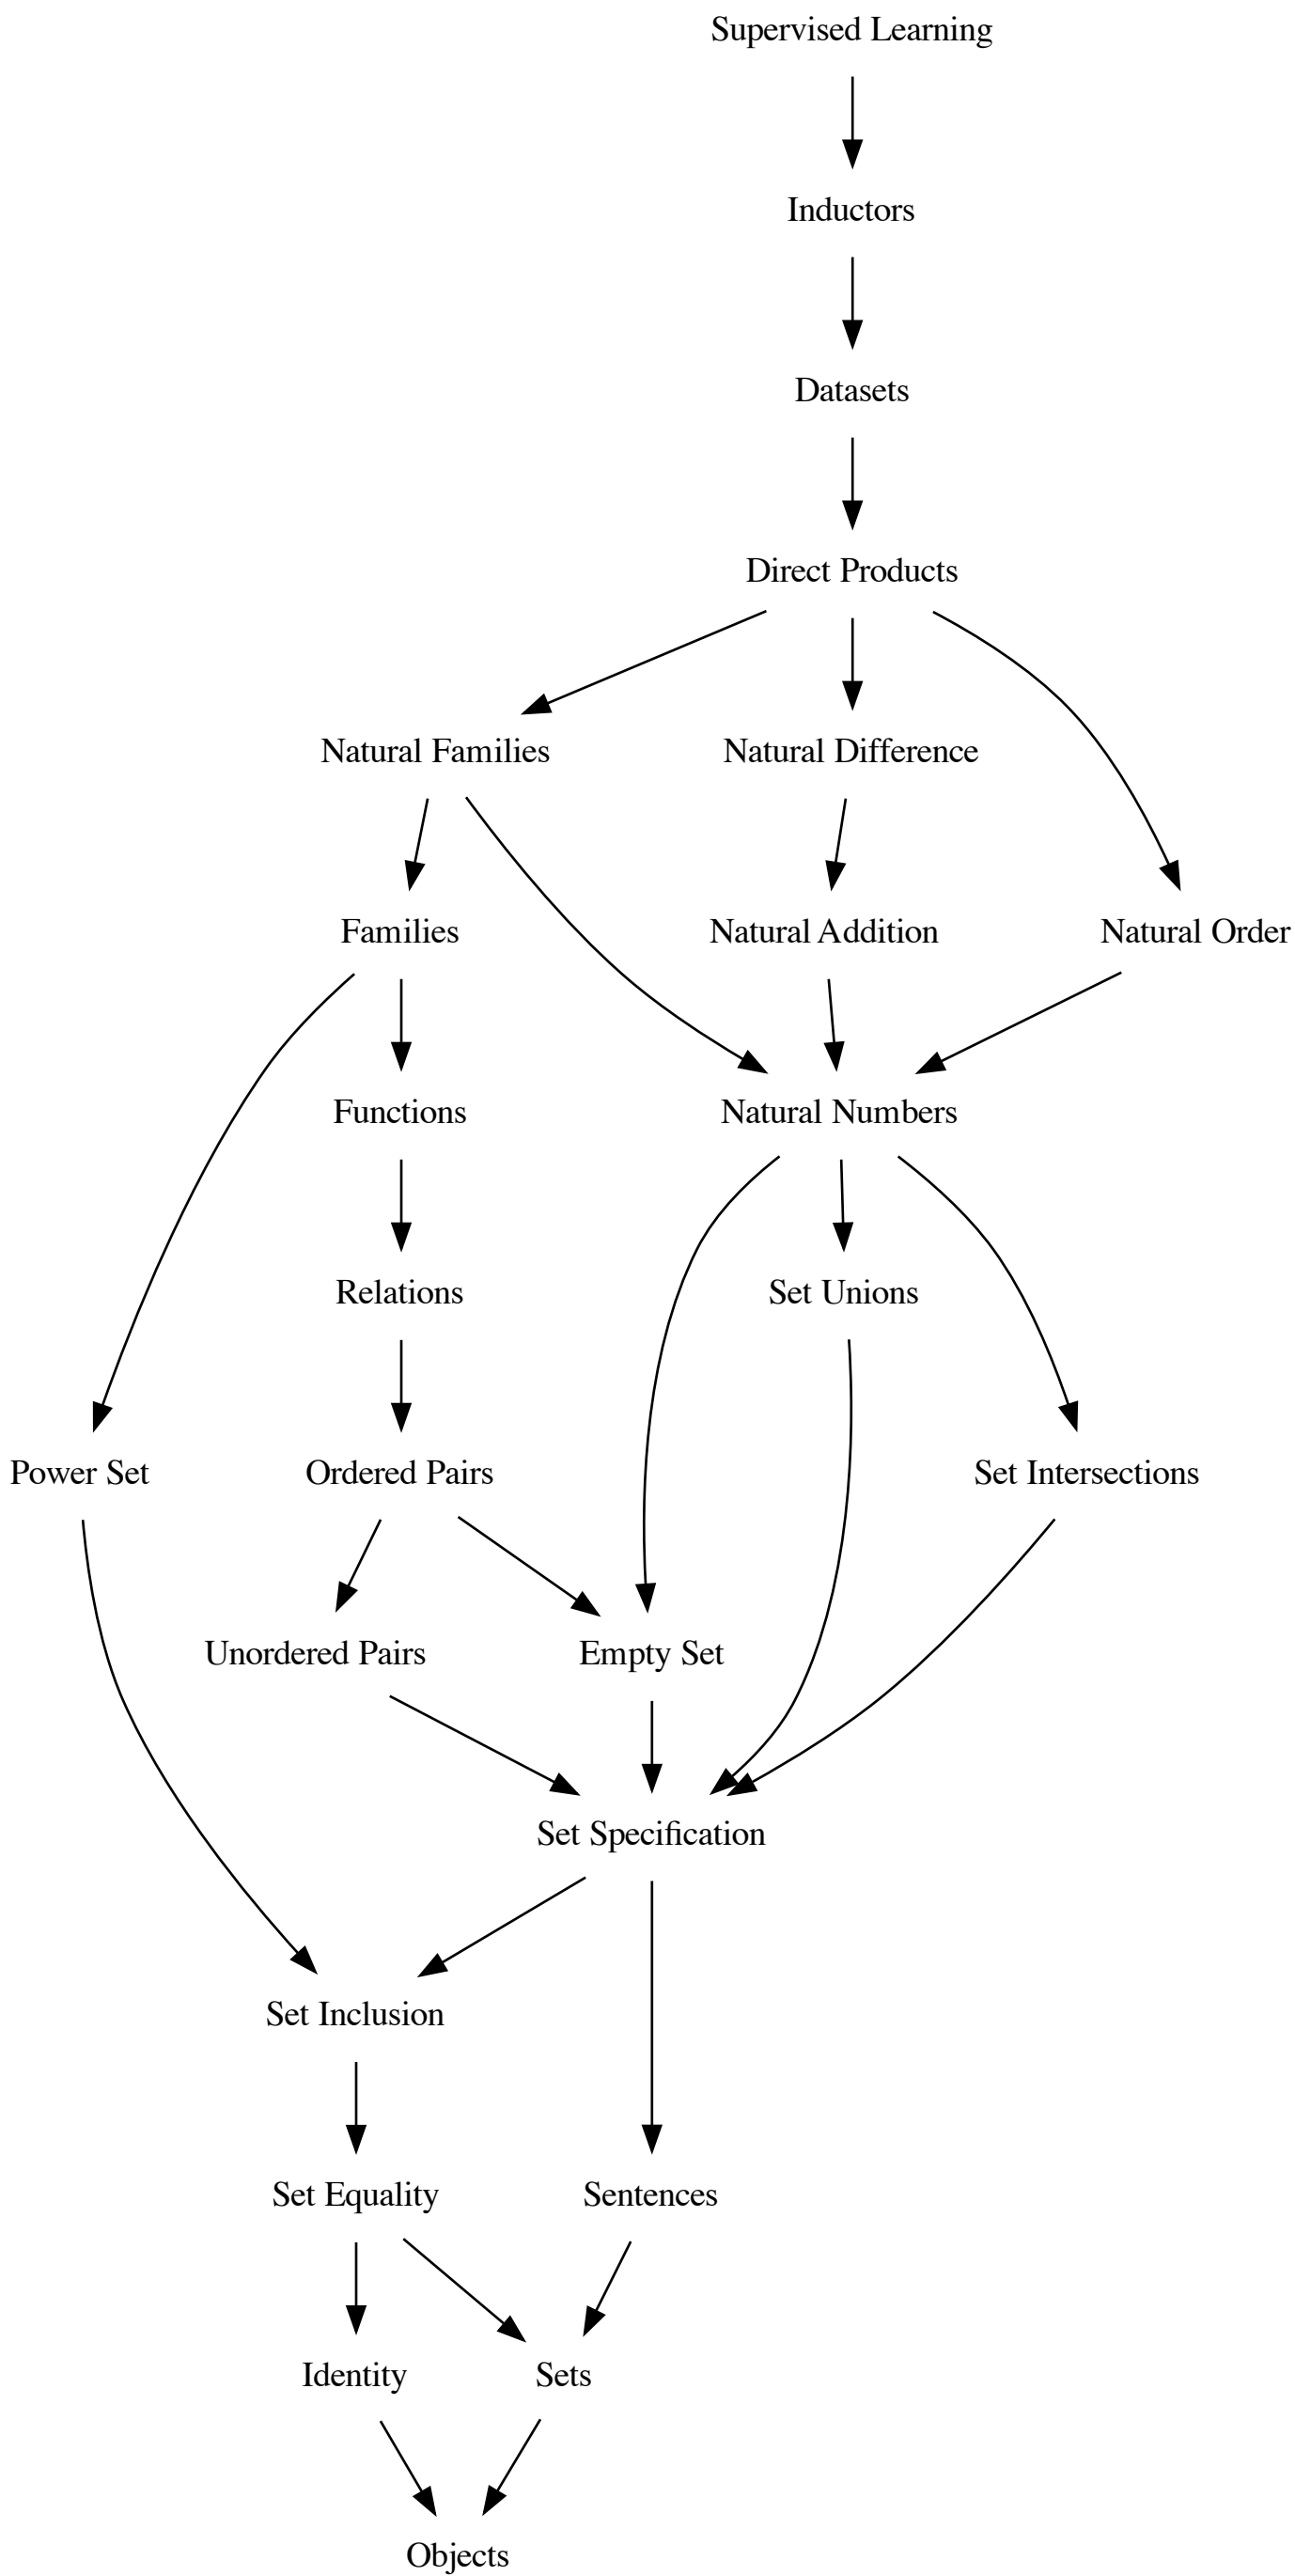 Supervised Learning
Inductors
Datasets
Direct Products
Natural Families
Natural Difference
Families
Natural Addition
Natural Order
Functions
Natural Numbers
Relations
Set Unions
Power Set
Ordered Pairs
Set Intersections
Unordered Pairs
Empty Set
Set Specification
Set Inclusion
Set Equality
Sentences
Identity
Sets
Objects